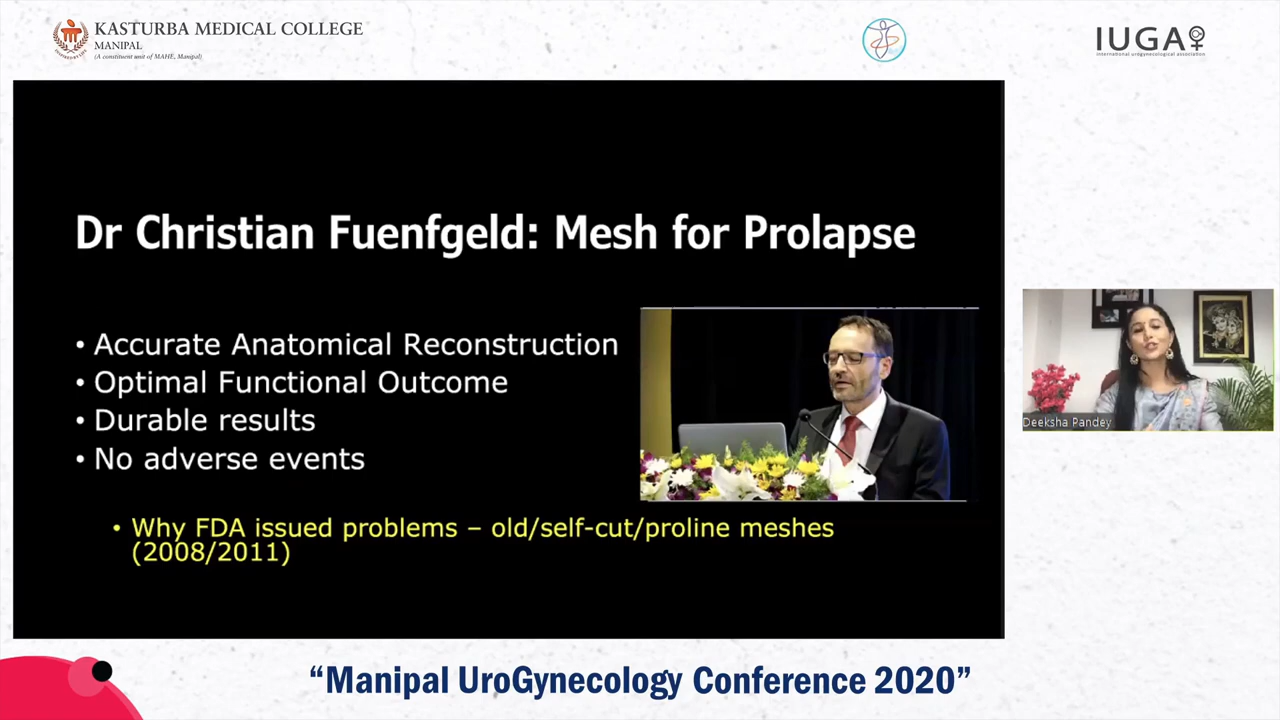 KASTURBA MEDICAL COLLEGE
MANIPAL
(A constituent unit of MAHE, Manipal)
IUGA
international urogynecological association
Dr Christian Fuenfgeld: Mesh for Prolapse
• Accurate Anatomical Reconstruction
• Optimal Functional Outcome
• Durable results
• No adverse events
• Why FDA issued problems – old/self-cut/proline meshes
(2008/2011)
Deeksha Pandey
“Manipal UroGynecology Conference 2020”